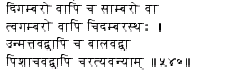 दिगम्बरो वापि च साम्बरो वा
त्वगम्बरो वापि चिदम्बरस्थः ।
उन्मत्तवद्वापि च बालवद्वा
पिशाचवद्वापि चरत्यवन्याम् ॥५४०॥